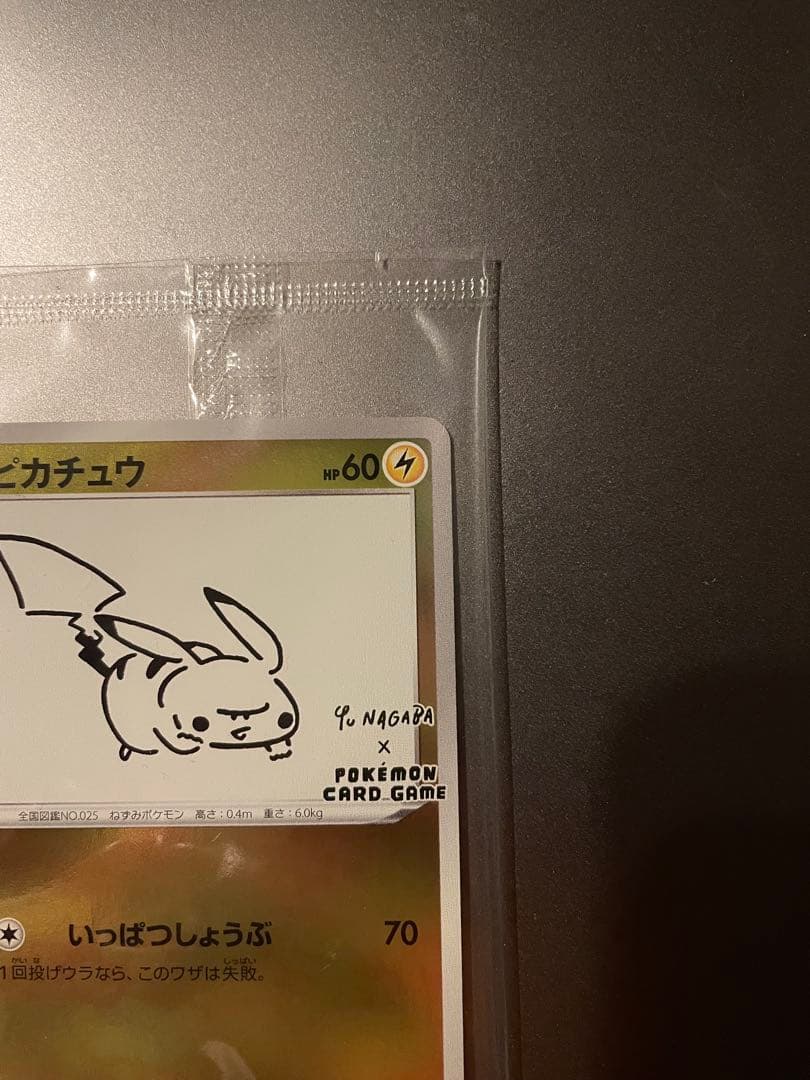 ピカチュウ HP60
Yu NAGABA
×
POKÉMON
CARD GAME
全国図鑑NO.025 ねずみポケモン 高さ:0.4m 重さ:6.0kg
いっぱつしょうぶ 70
1回投げウラなら、このワザは失敗。